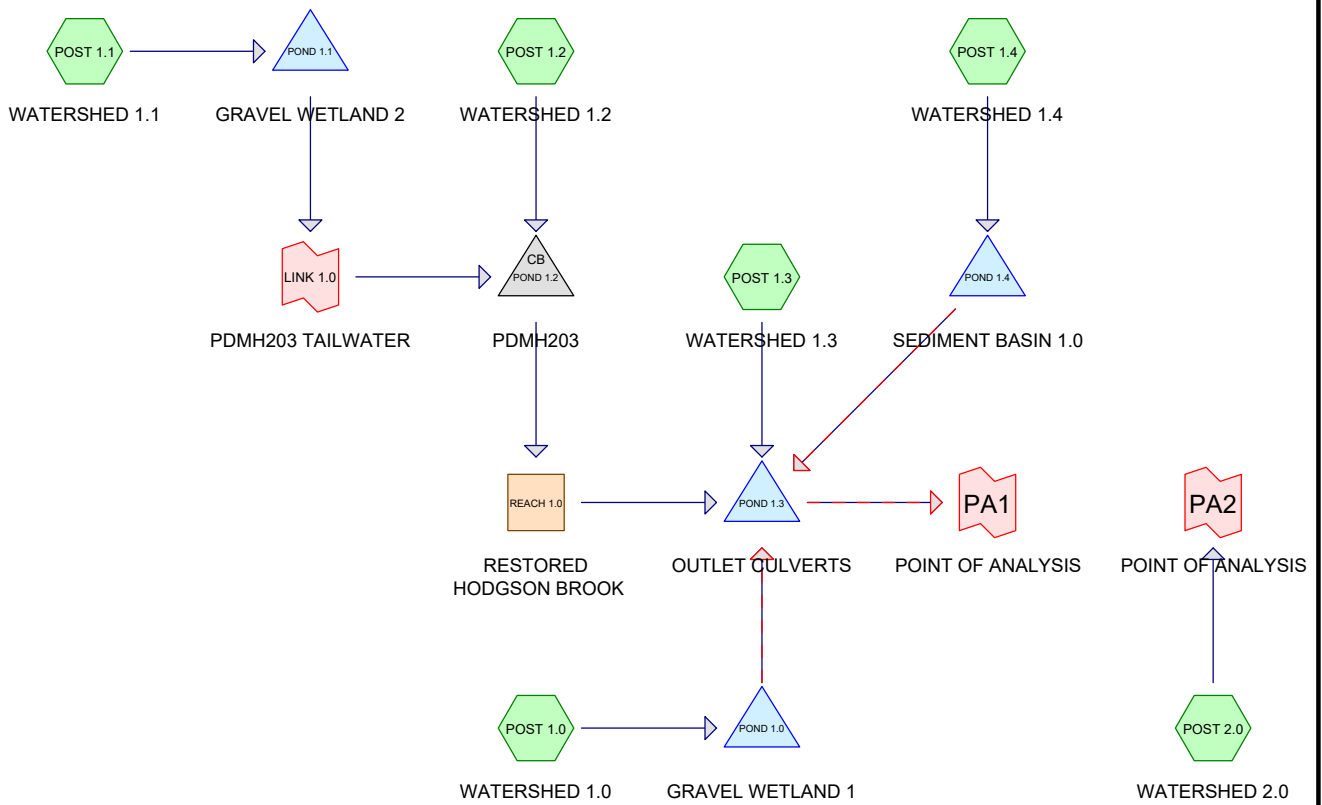 POST 1.1
POND 1.1
POST 1.2
POST 1.4
WATERSHED 1.1
GRAVEL WETLAND 2
WATERSHED 1.2
WATERSHED 1.4
LINK 1.0
CB
POND 1.2
POST 1.3
POND 1.4
PDMH203 TAILWATER
PDMH203
WATERSHED 1.3
SEDIMENT BASIN 1.0
REACH 1.0
POND 1.3
PA1
PA2
RESTORED
HODGSON BROOK
OUTLET CULVERTS
POINT OF ANALYSIS
POINT OF ANALYSIS
POST 1.0
POND 1.0
POST 2.0
WATERSHED 1.0
GRAVEL WETLAND 1
WATERSHED 2.0